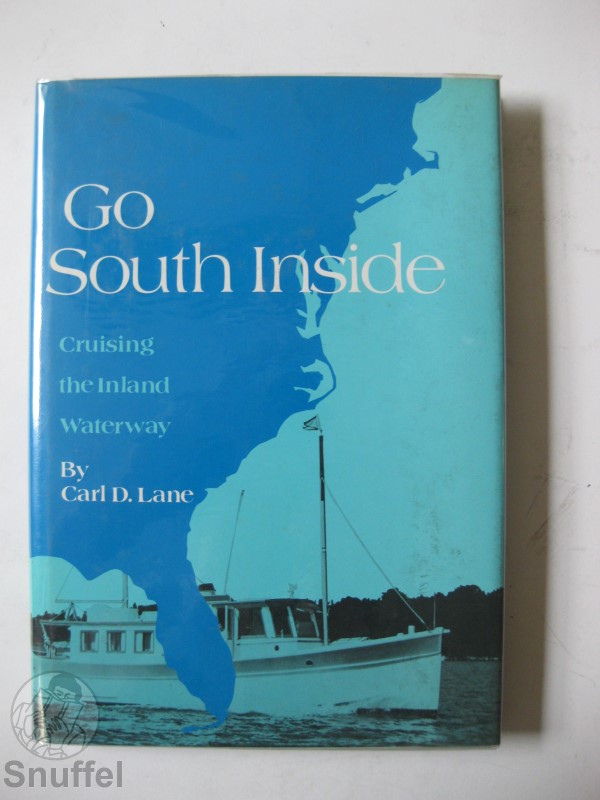 Go
South Inside
Cruising
the Inland
Waterway
By
Carl D. Lane
Snuffel